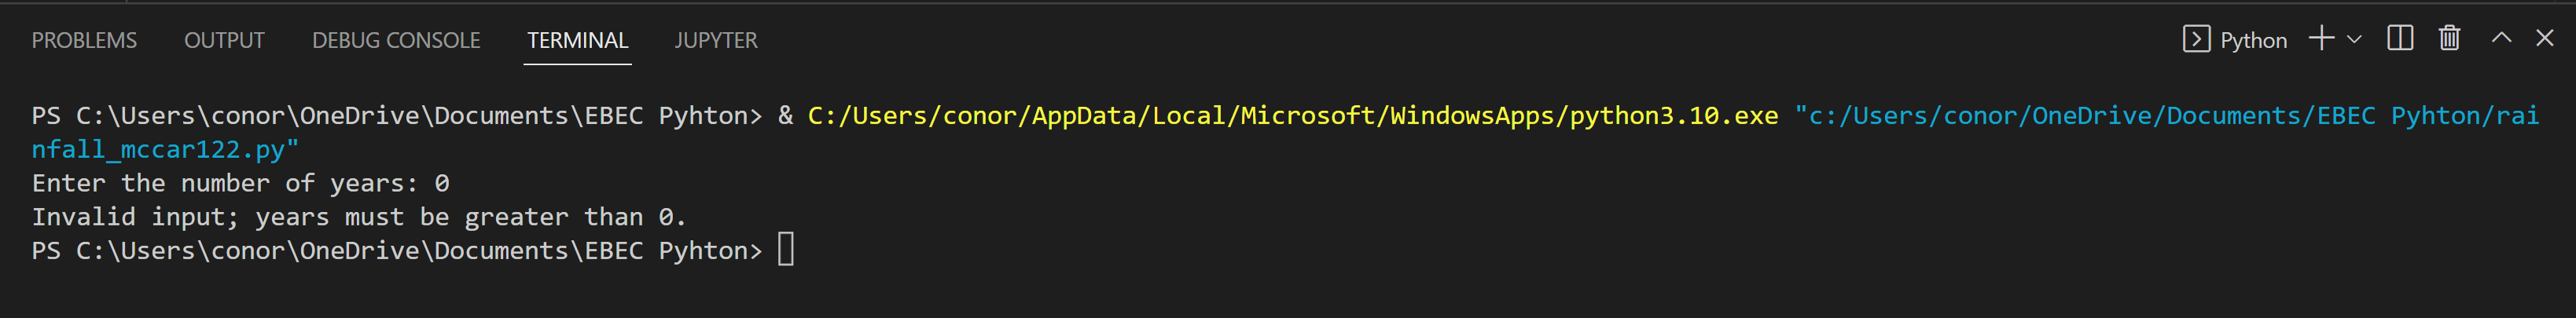 PROBLEMS OUTPUT DEBUG CONSOLE TERMINAL JUPYTER Python
PS C:\Users\conor\OneDrive\Documents\EBEC Pyhton> & C:/Users/conor/AppData/Local/Microsoft/WindowsApps/python3.10.exe "c:/Users/conor/OneDrive/Documents/EBEC Pyhton/rai
nfall_mccar122.py"
Enter the number of years: 0
Invalid input; years must be greater than 0.
PS C:\Users\conor\OneDrive\Documents\EBEC Pyhton>